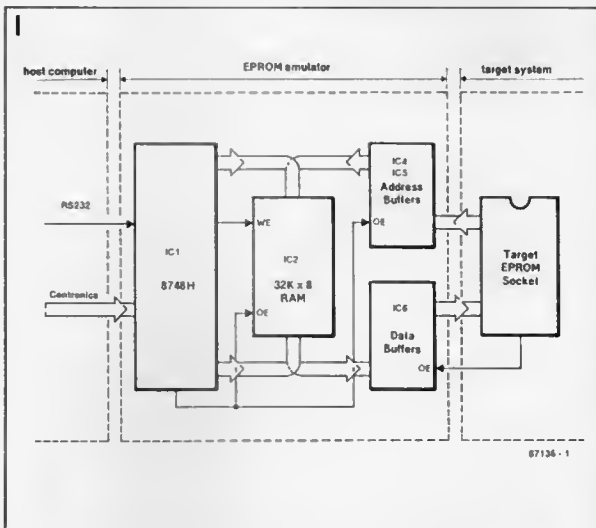 1
host computer
EPROM emulator
target system
RS232
Centronics
IC1
8748H
WE
IC2
32K x 8
RAM
OE
IC4
IC5
Address
Buffers
OE
IC6
Data
Buffers
OE
Target
EPROM
Socket
87136 - 1